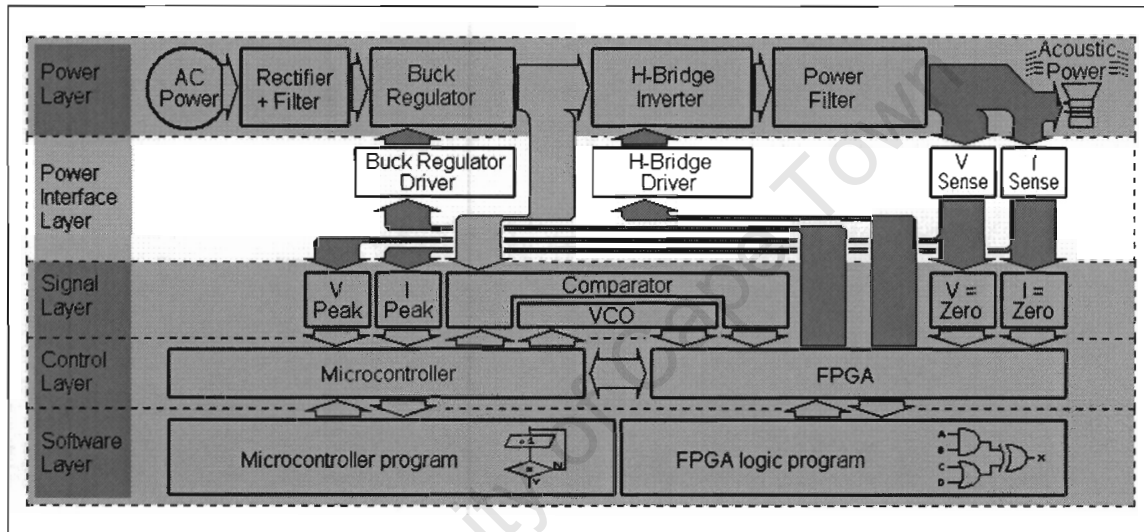 Power
Layer
AC
Power
Rectifier
+ Filter
Buck
Regulator
H-Bridge
Inverter
Power
Filter
Acoustic
Power
Power
Interface
Layer
Buck Regulator
Driver
H-Bridge
Driver
V
Sense
I
Sense
Signal
Layer
V
Peak
I
Peak
Comparator
VCO
V =
Zero
I =
Zero
Control
Layer
Microcontroller
FPGA
Software
Layer
Microcontroller program
N
FPGA logic program
A
B
C
D
X